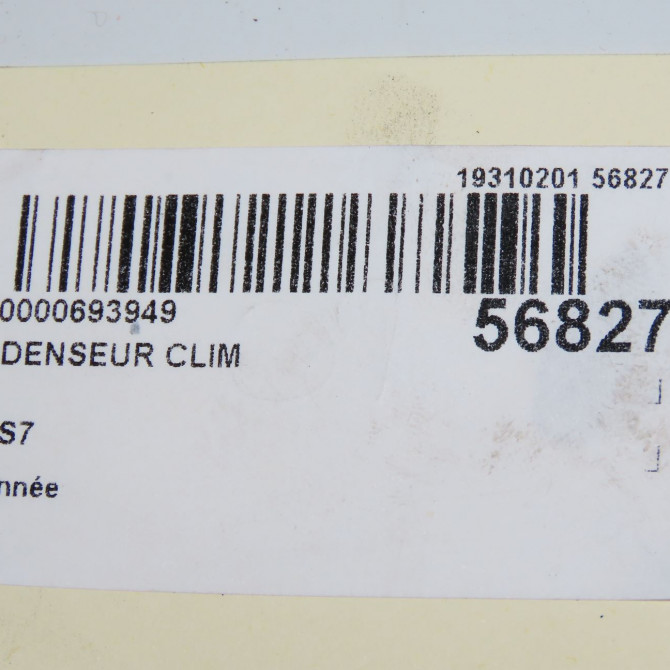 19310201 56827
0000693949
56827
DENSEUR CLIM
S7
nnée